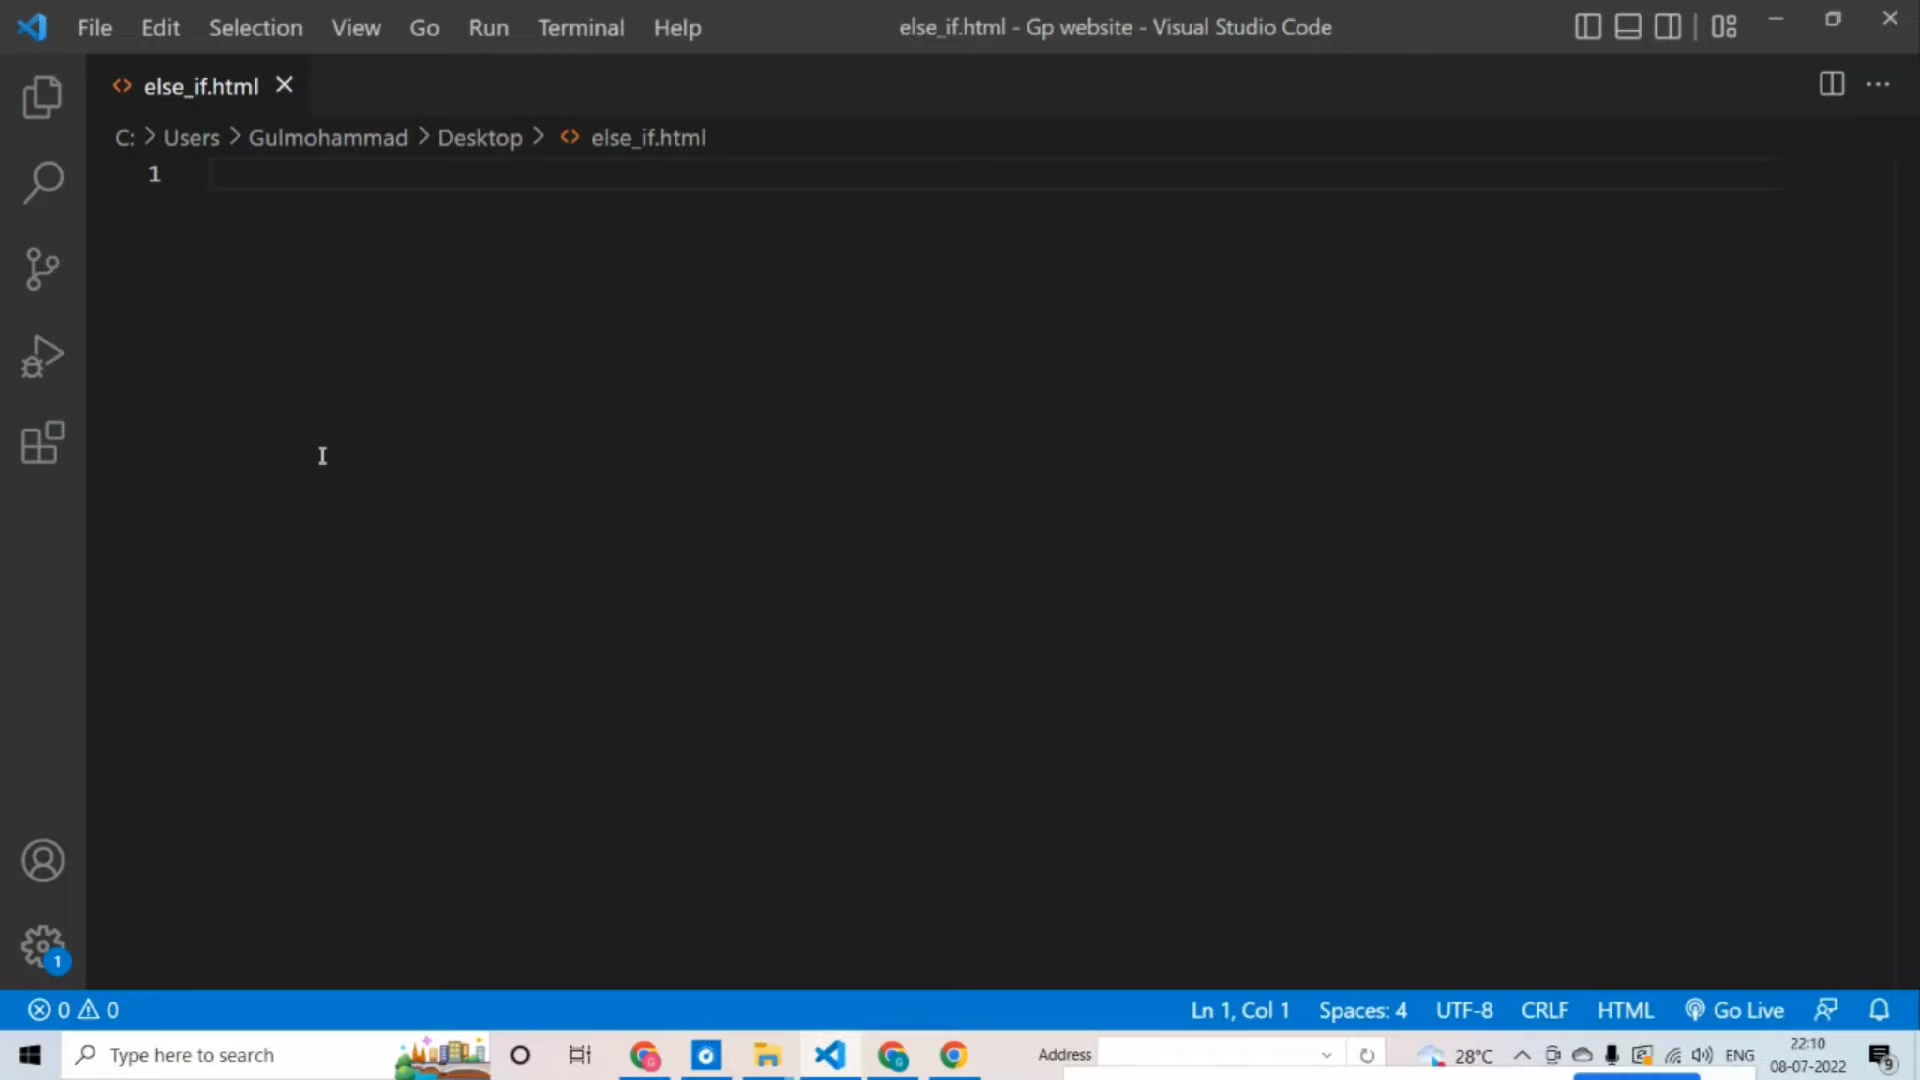 File Edit Selection View Go Run Terminal Help else_if.html - Gp website - Visual Studio Code
else_if.html
C: > Users > Gulmohammad > Desktop > else_if.html
1
1
0 0 Ln 1, Col 1 Spaces: 4 UTF-8 CRLF HTML Go Live
Type here to search Address 28°C ENG 22:10
08-07-2022 9